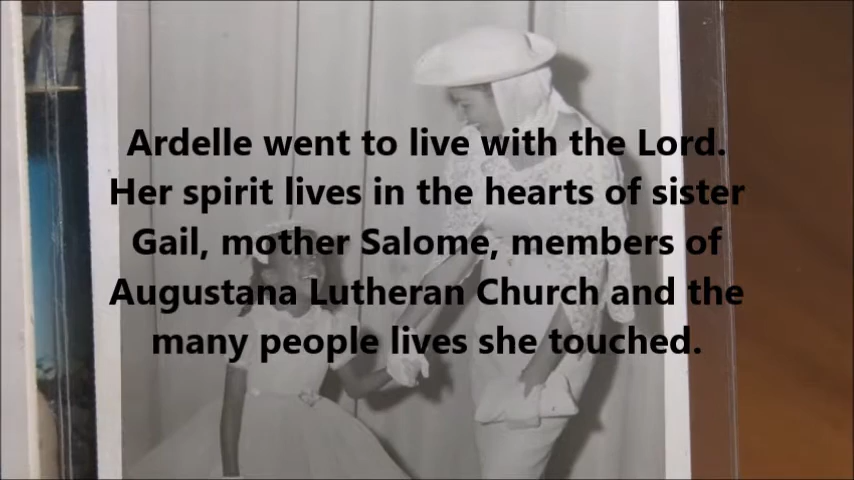 Ardelle went to live with the Lord.
Her spirit lives in the hearts of sister
Gail, mother Salome, members of
Augustana Lutheran Church and the
many people lives she touched.